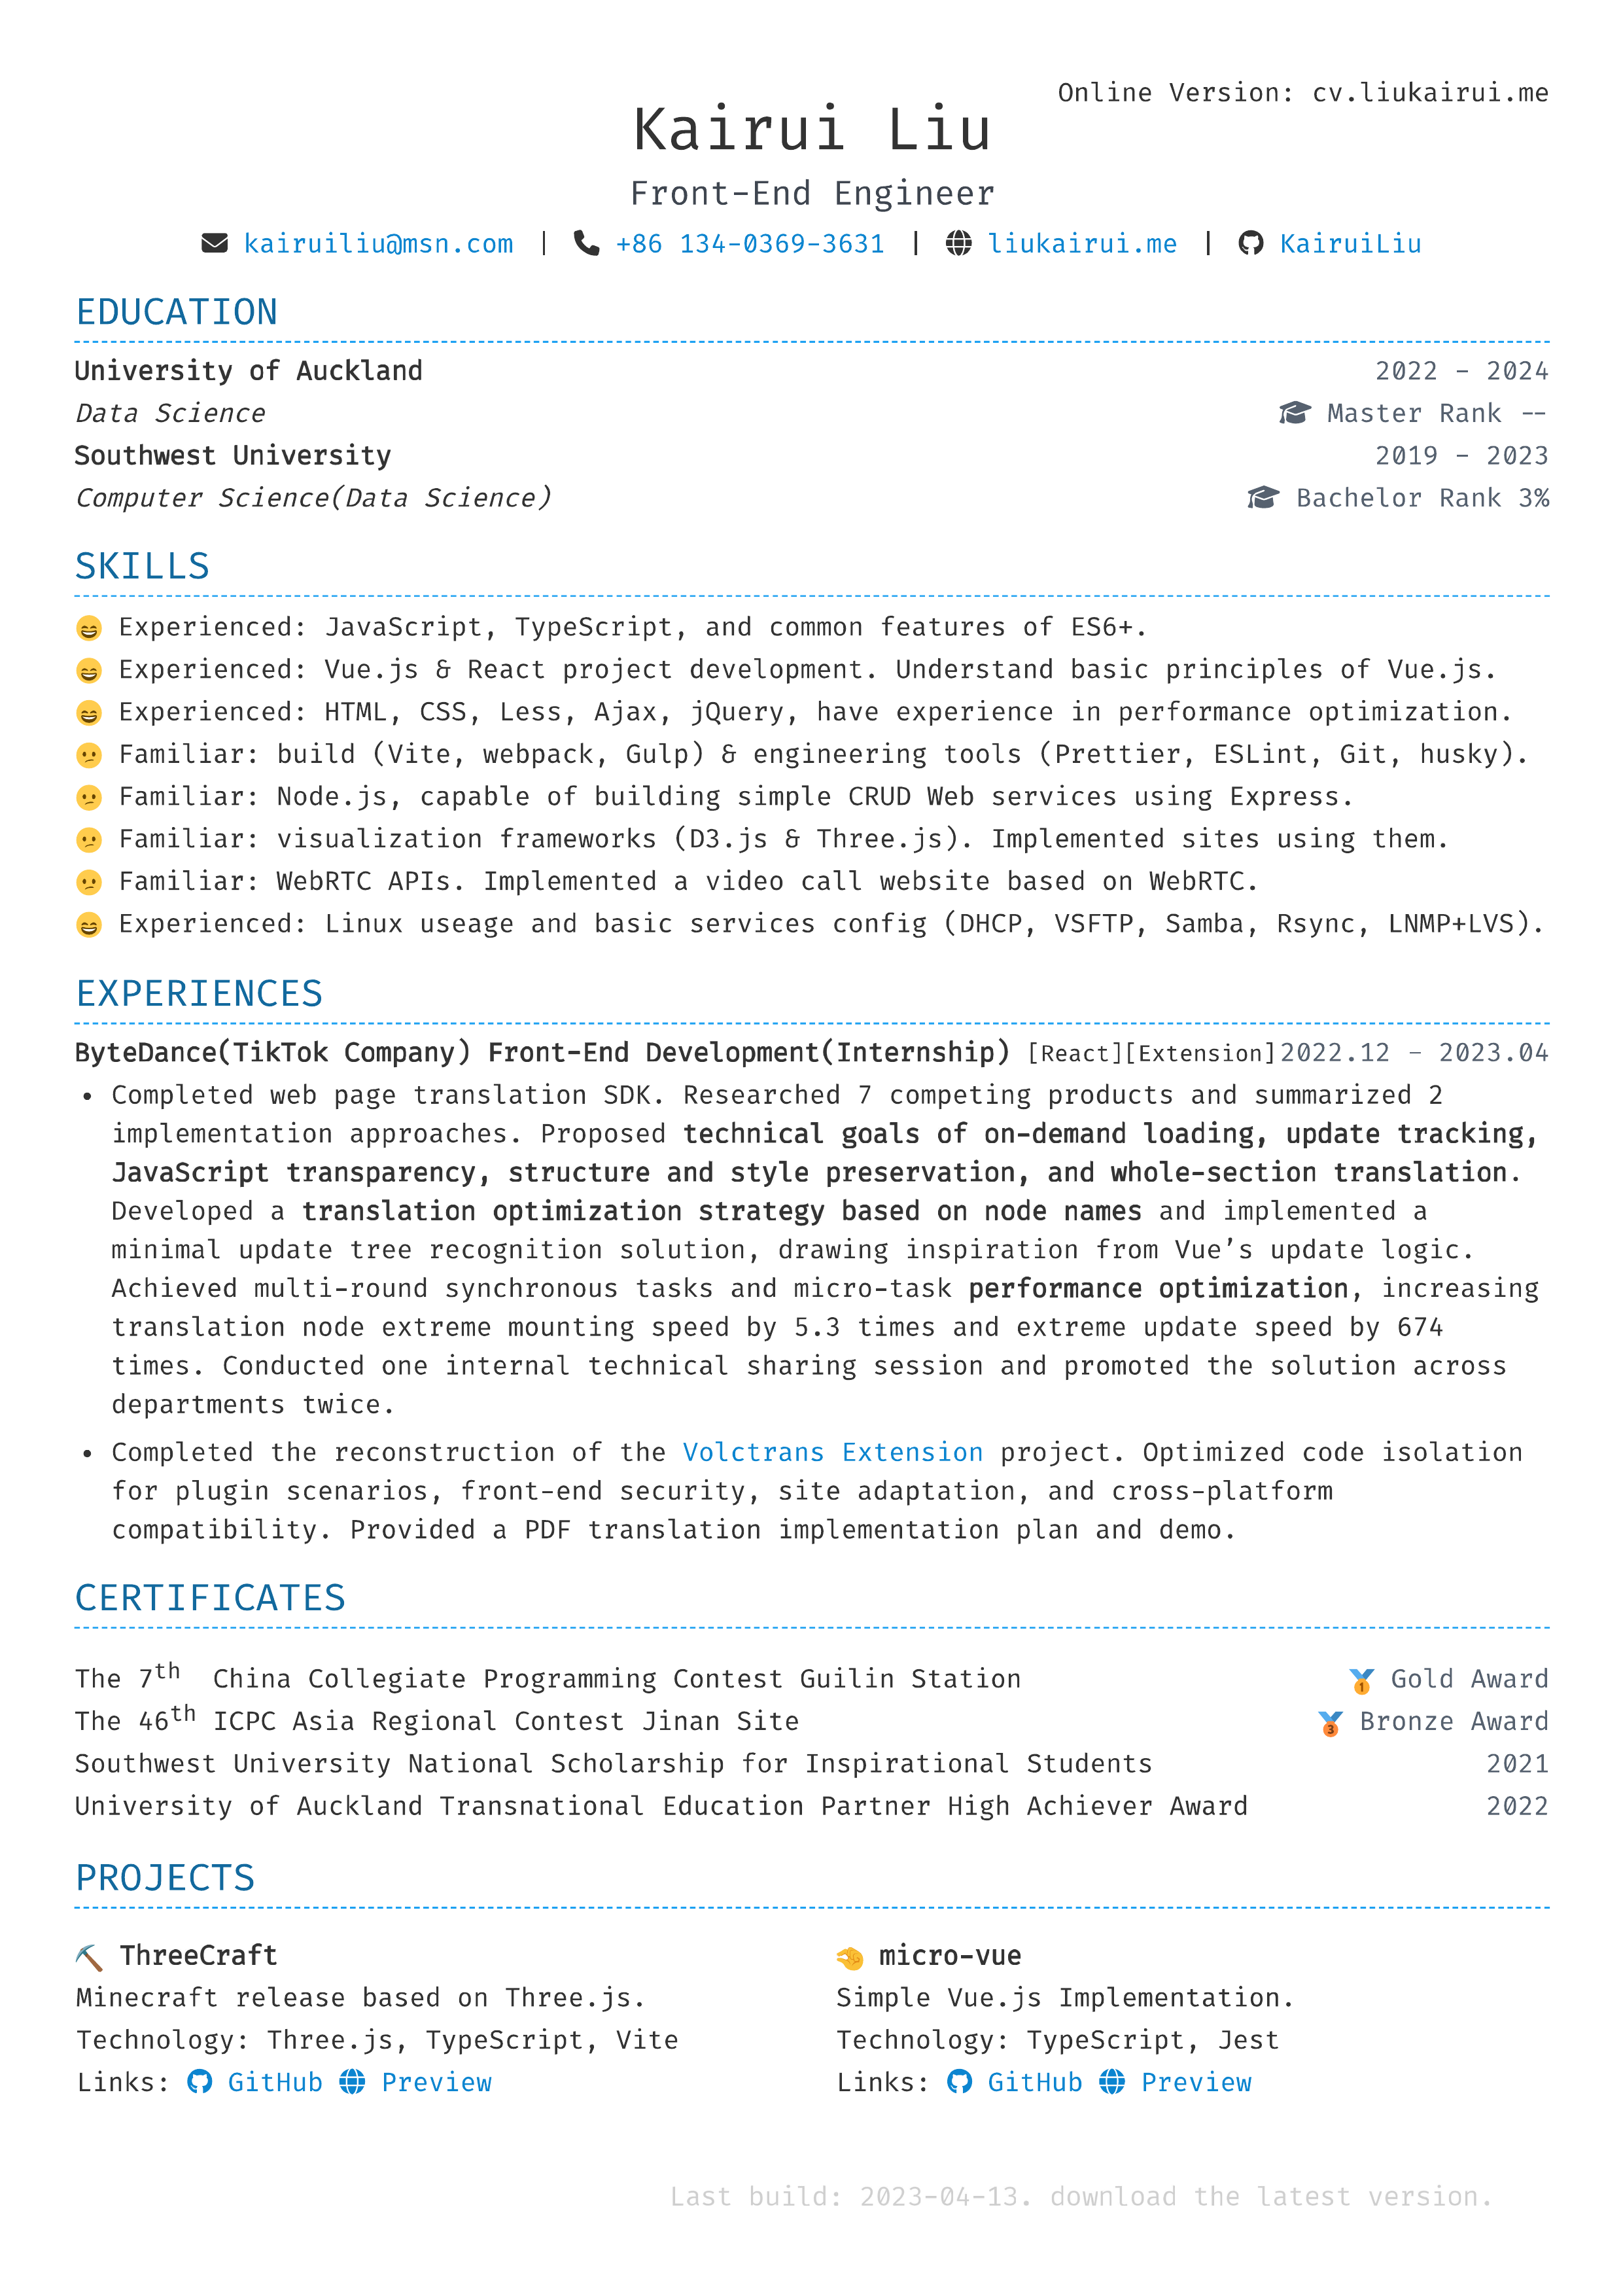 Online Version: cv.liukairui.me
Kairui Liu
Front-End Engineer
kairuiliu@msn.com | +86 134-0369-3631 | liukairui.me | KairuiLiu
EDUCATION
University of Auckland 2022 - 2024
Data Science Master Rank --
Southwest University 2019 - 2023
Computer Science(Data Science) Bachelor Rank 3%
SKILLS
😄 Experienced: JavaScript, TypeScript, and common features of ES6+.
😄 Experienced: Vue.js & React project development. Understand basic principles of Vue.js.
😄 Experienced: HTML, CSS, Less, Ajax, jQuery, have experience in performance optimization.
🫤 Familiar: build (Vite, webpack, Gulp) & engineering tools (Prettier, ESLint, Git, husky).
🫤 Familiar: Node.js, capable of building simple CRUD Web services using Express.
🫤 Familiar: visualization frameworks (D3.js & Three.js). Implemented sites using them.
🫤 Familiar: WebRTC APIs. Implemented a video call website based on WebRTC.
😄 Experienced: Linux useage and basic services config (DHCP, VSFTP, Samba, Rsync, LNMP+LVS).
EXPERIENCES
ByteDance(TikTok Company) Front-End Development(Internship) [React][Extension] 2022.12 - 2023.04
• Completed web page translation SDK. Researched 7 competing products and summarized 2
implementation approaches. Proposed technical goals of on-demand loading, update tracking,
JavaScript transparency, structure and style preservation, and whole-section translation.
Developed a translation optimization strategy based on node names and implemented a
minimal update tree recognition solution, drawing inspiration from Vue’s update logic.
Achieved multi-round synchronous tasks and micro-task performance optimization, increasing
translation node extreme mounting speed by 5.3 times and extreme update speed by 674
times. Conducted one internal technical sharing session and promoted the solution across
departments twice.
• Completed the reconstruction of the Volctrans Extension project. Optimized code isolation
for plugin scenarios, front-end security, site adaptation, and cross-platform
compatibility. Provided a PDF translation implementation plan and demo.
CERTIFICATES
The 7th China Collegiate Programming Contest Guilin Station 🥇 Gold Award
The 46th ICPC Asia Regional Contest Jinan Site 🥉 Bronze Award
Southwest University National Scholarship for Inspirational Students 2021
University of Auckland Transnational Education Partner High Achiever Award 2022
PROJECTS
⛏️ ThreeCraft
Minecraft release based on Three.js.
Technology: Three.js, TypeScript, Vite
Links: GitHub Preview
🤏 micro-vue
Simple Vue.js Implementation.
Technology: TypeScript, Jest
Links: GitHub Preview
Last build: 2023-04-13. download the latest version.